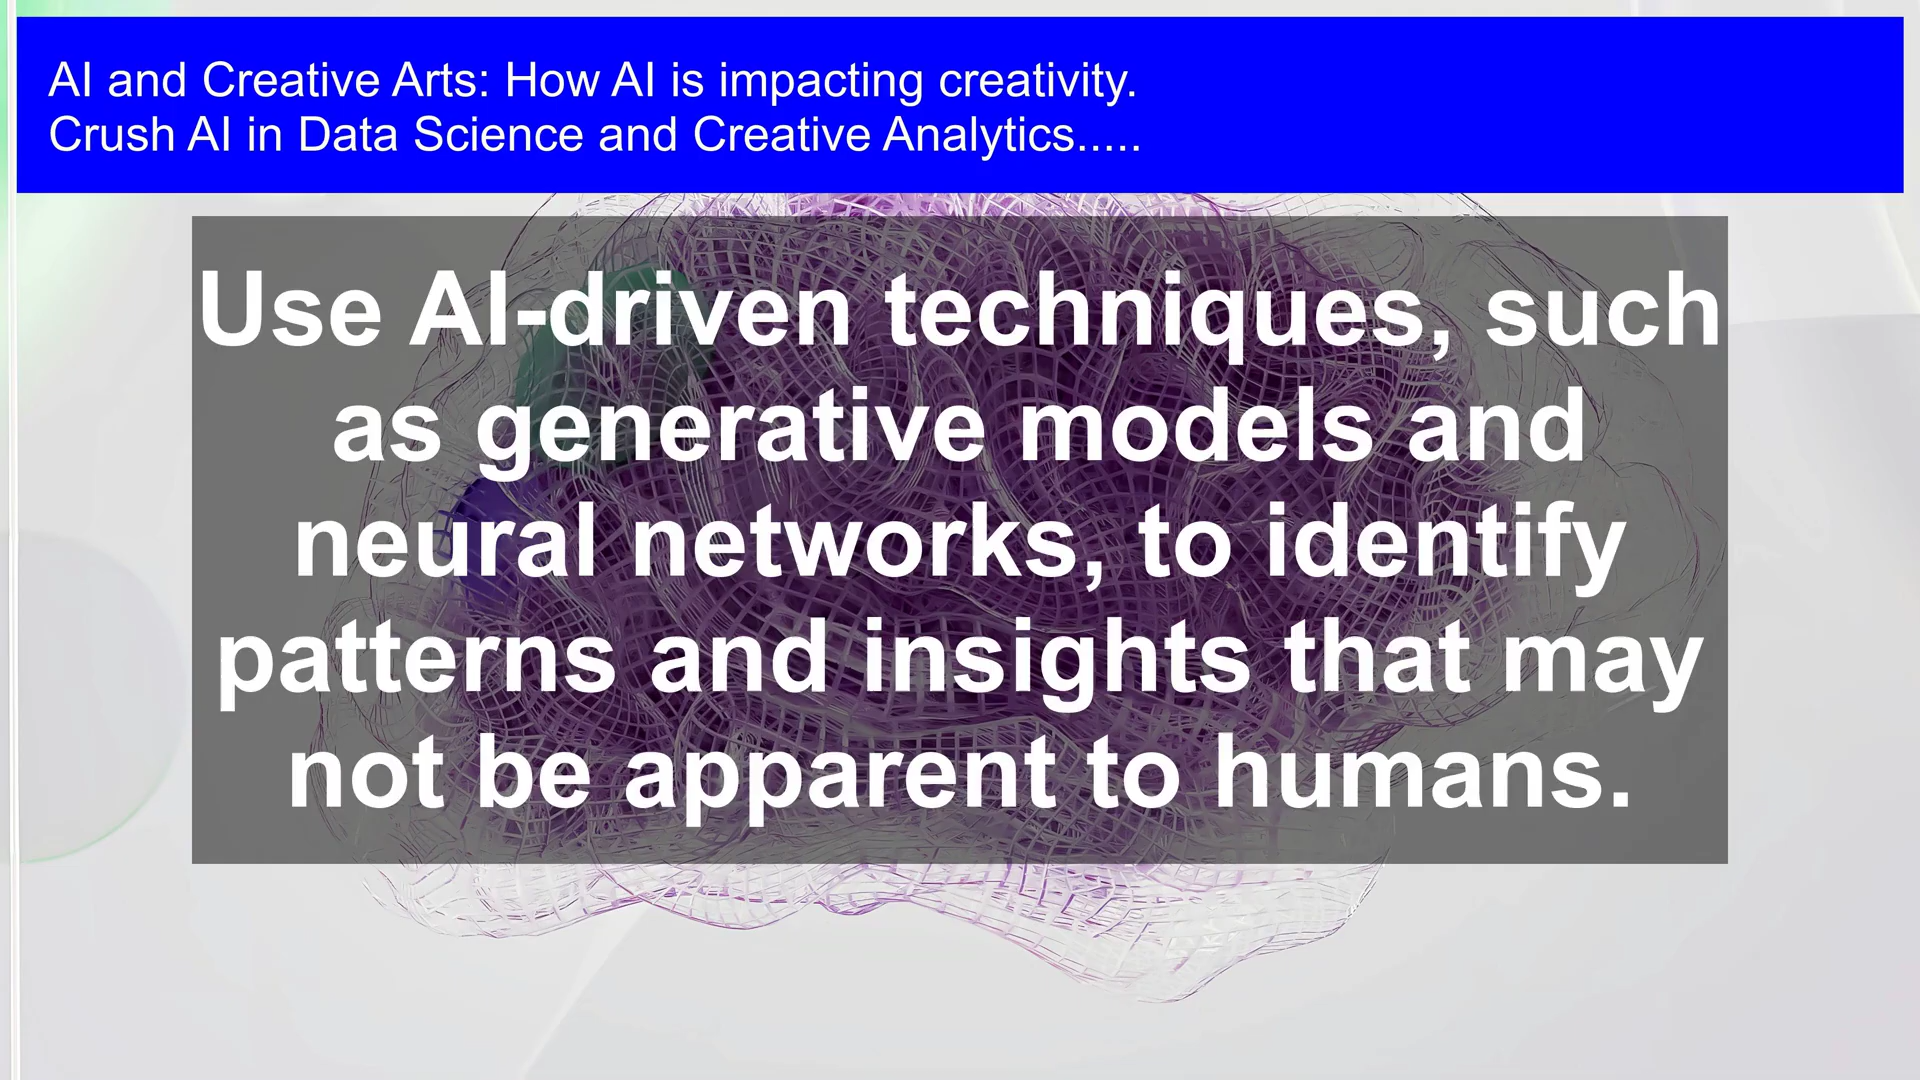 AI and Creative Arts: How AI is impacting creativity.
Crush AI in Data Science and Creative Analytics.....
Use AI-driven techniques, such
as generative models and
neural networks, to identify
patterns and insights that may
not be apparent to humans.